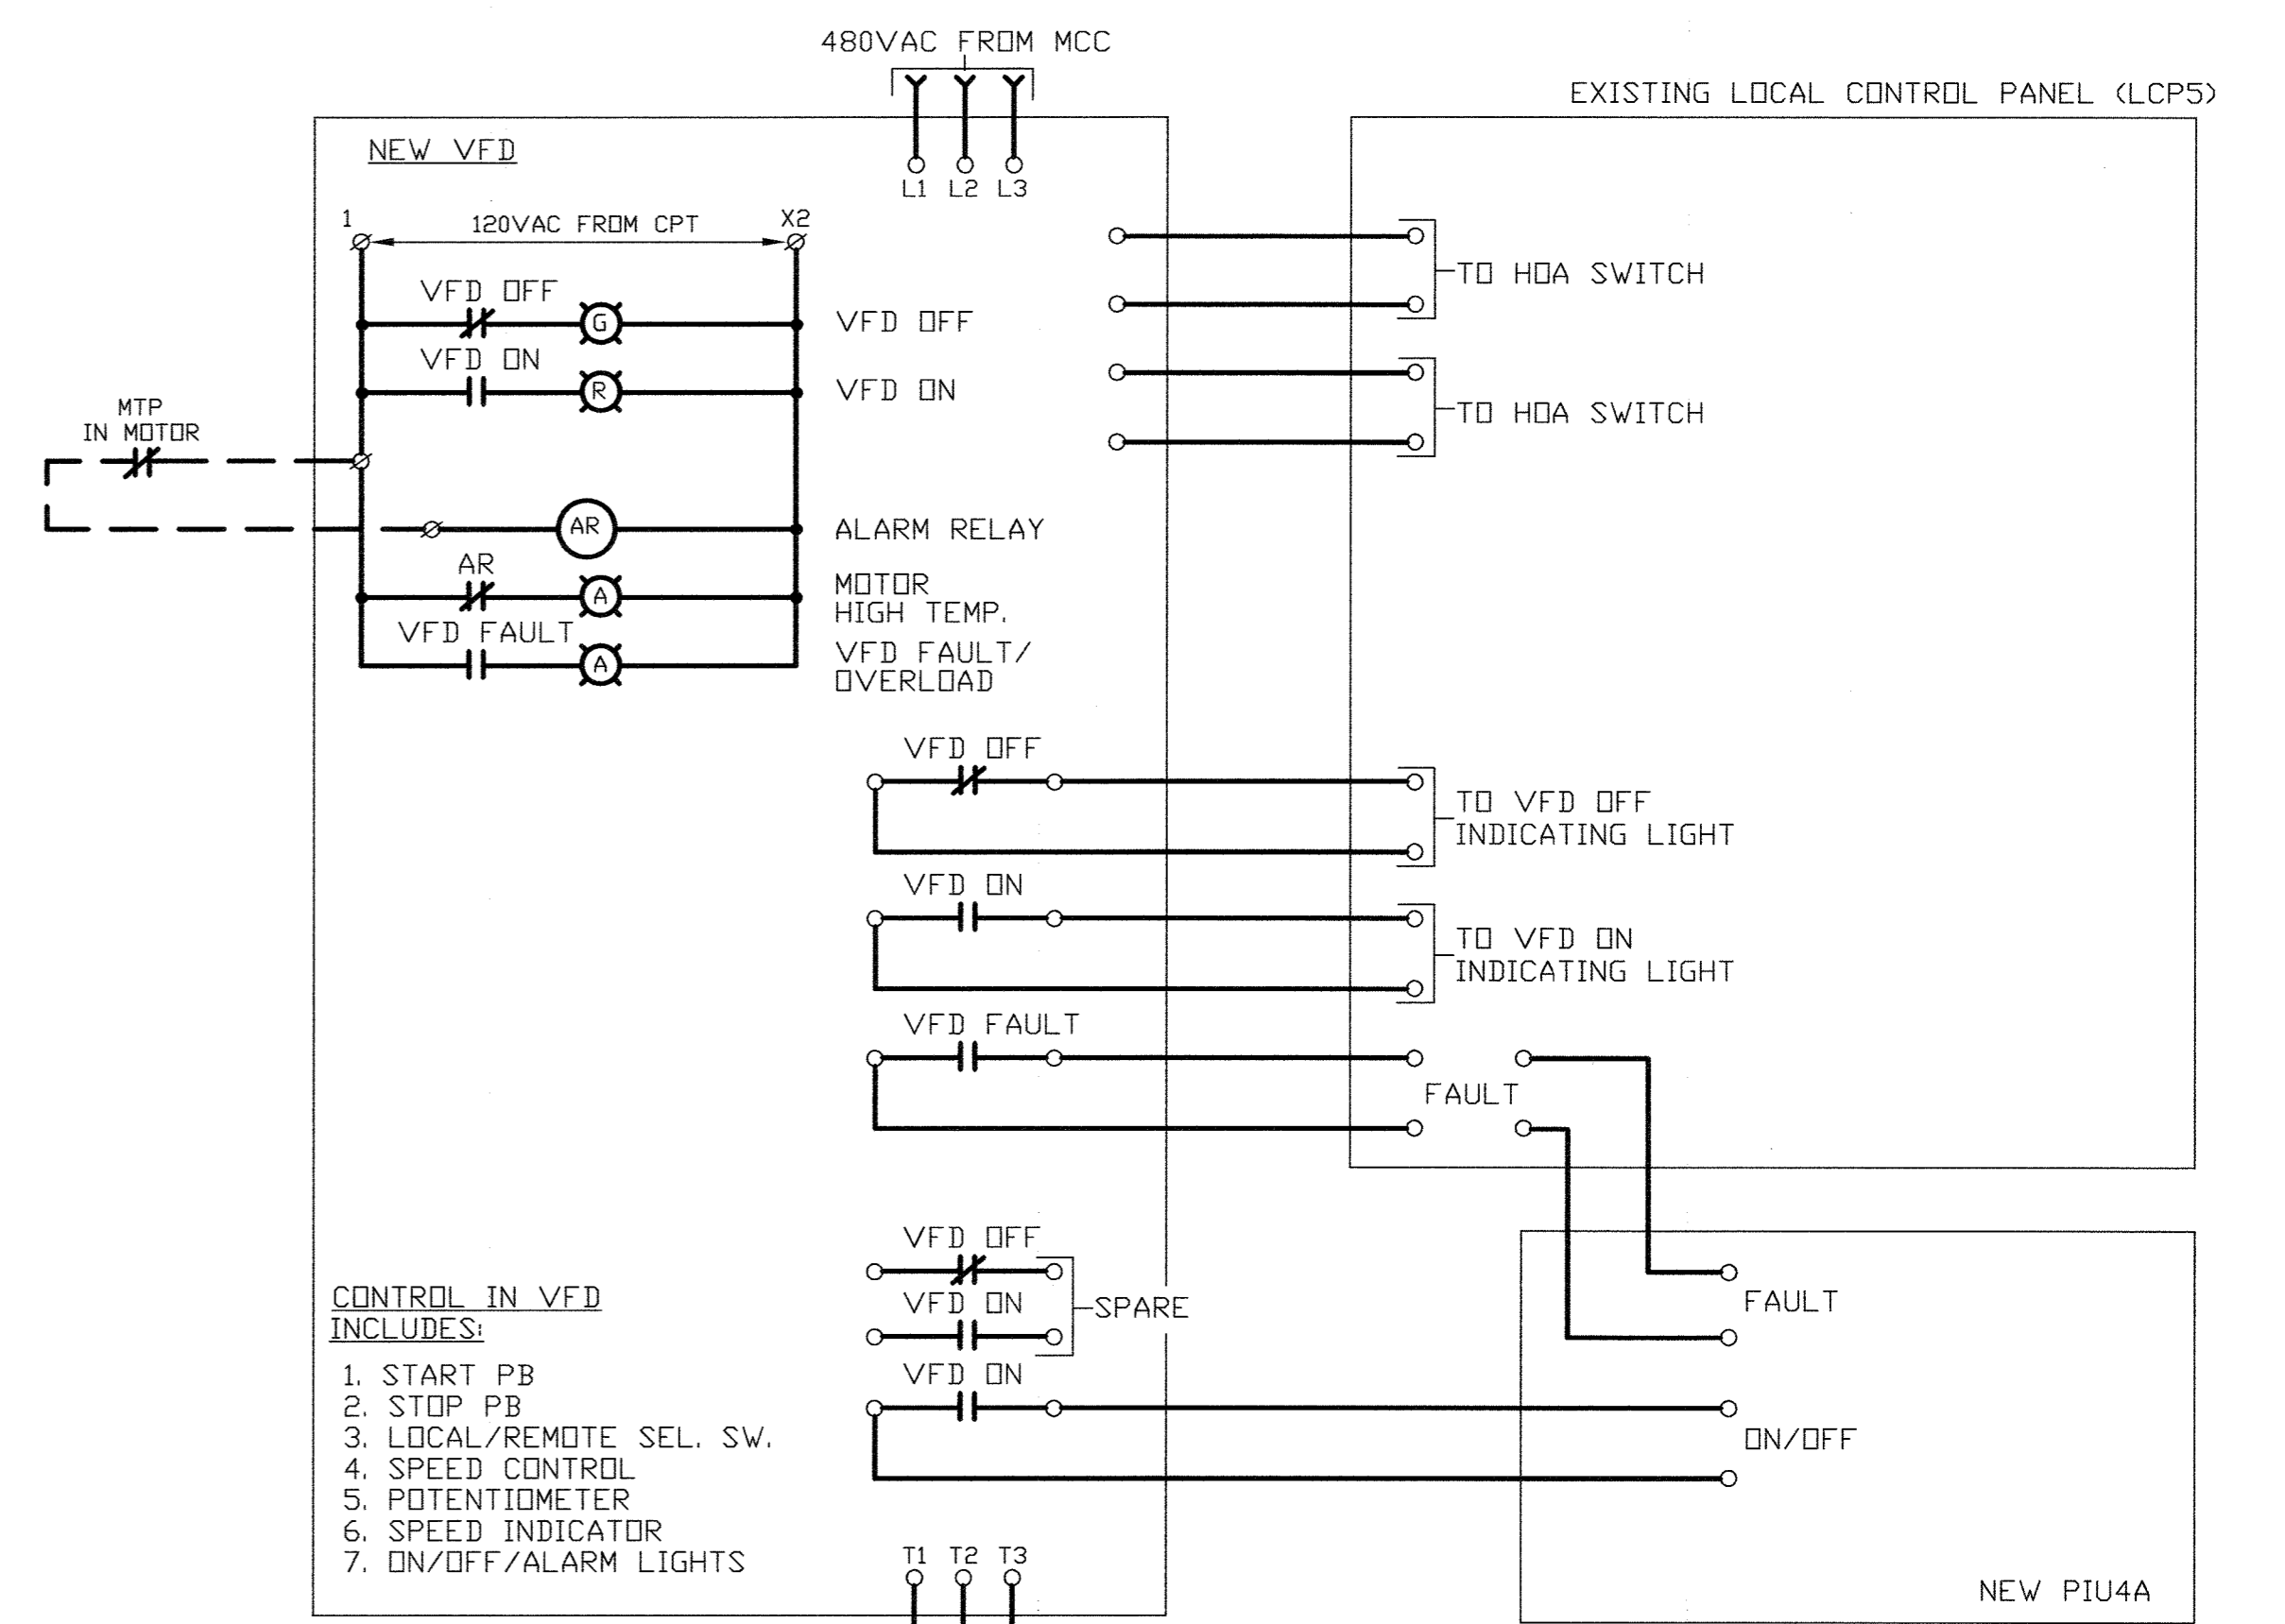 480VAC FROM MCC
EXISTING LOCAL CONTROL PANEL (LCP5)
NEW VFD
L1 L2 L3
1
120VAC FROM CPT
X2
VFD OFF
G
VFD OFF
VFD ON
R
VFD ON
TO HOA SWITCH
TO HOA SWITCH
MTP
IN MOTOR
AR
ALARM RELAY
AR
A
MOTOR
HIGH TEMP.
VFD FAULT
A
VFD FAULT/
OVERLOAD
VFD OFF
TO VFD OFF
INDICATING LIGHT
VFD ON
TO VFD ON
INDICATING LIGHT
VFD FAULT
FAULT
VFD OFF
VFD ON
SPARE
VFD ON
FAULT
ON/OFF
NEW PIU4A
CONTROL IN VFD
INCLUDES:
1. START PB
2. STOP PB
3. LOCAL/REMOTE SEL. SW.
4. SPEED CONTROL
5. POTENTIOMETER
6. SPEED INDICATOR
7. ON/OFF/ALARM LIGHTS
T1 T2 T3